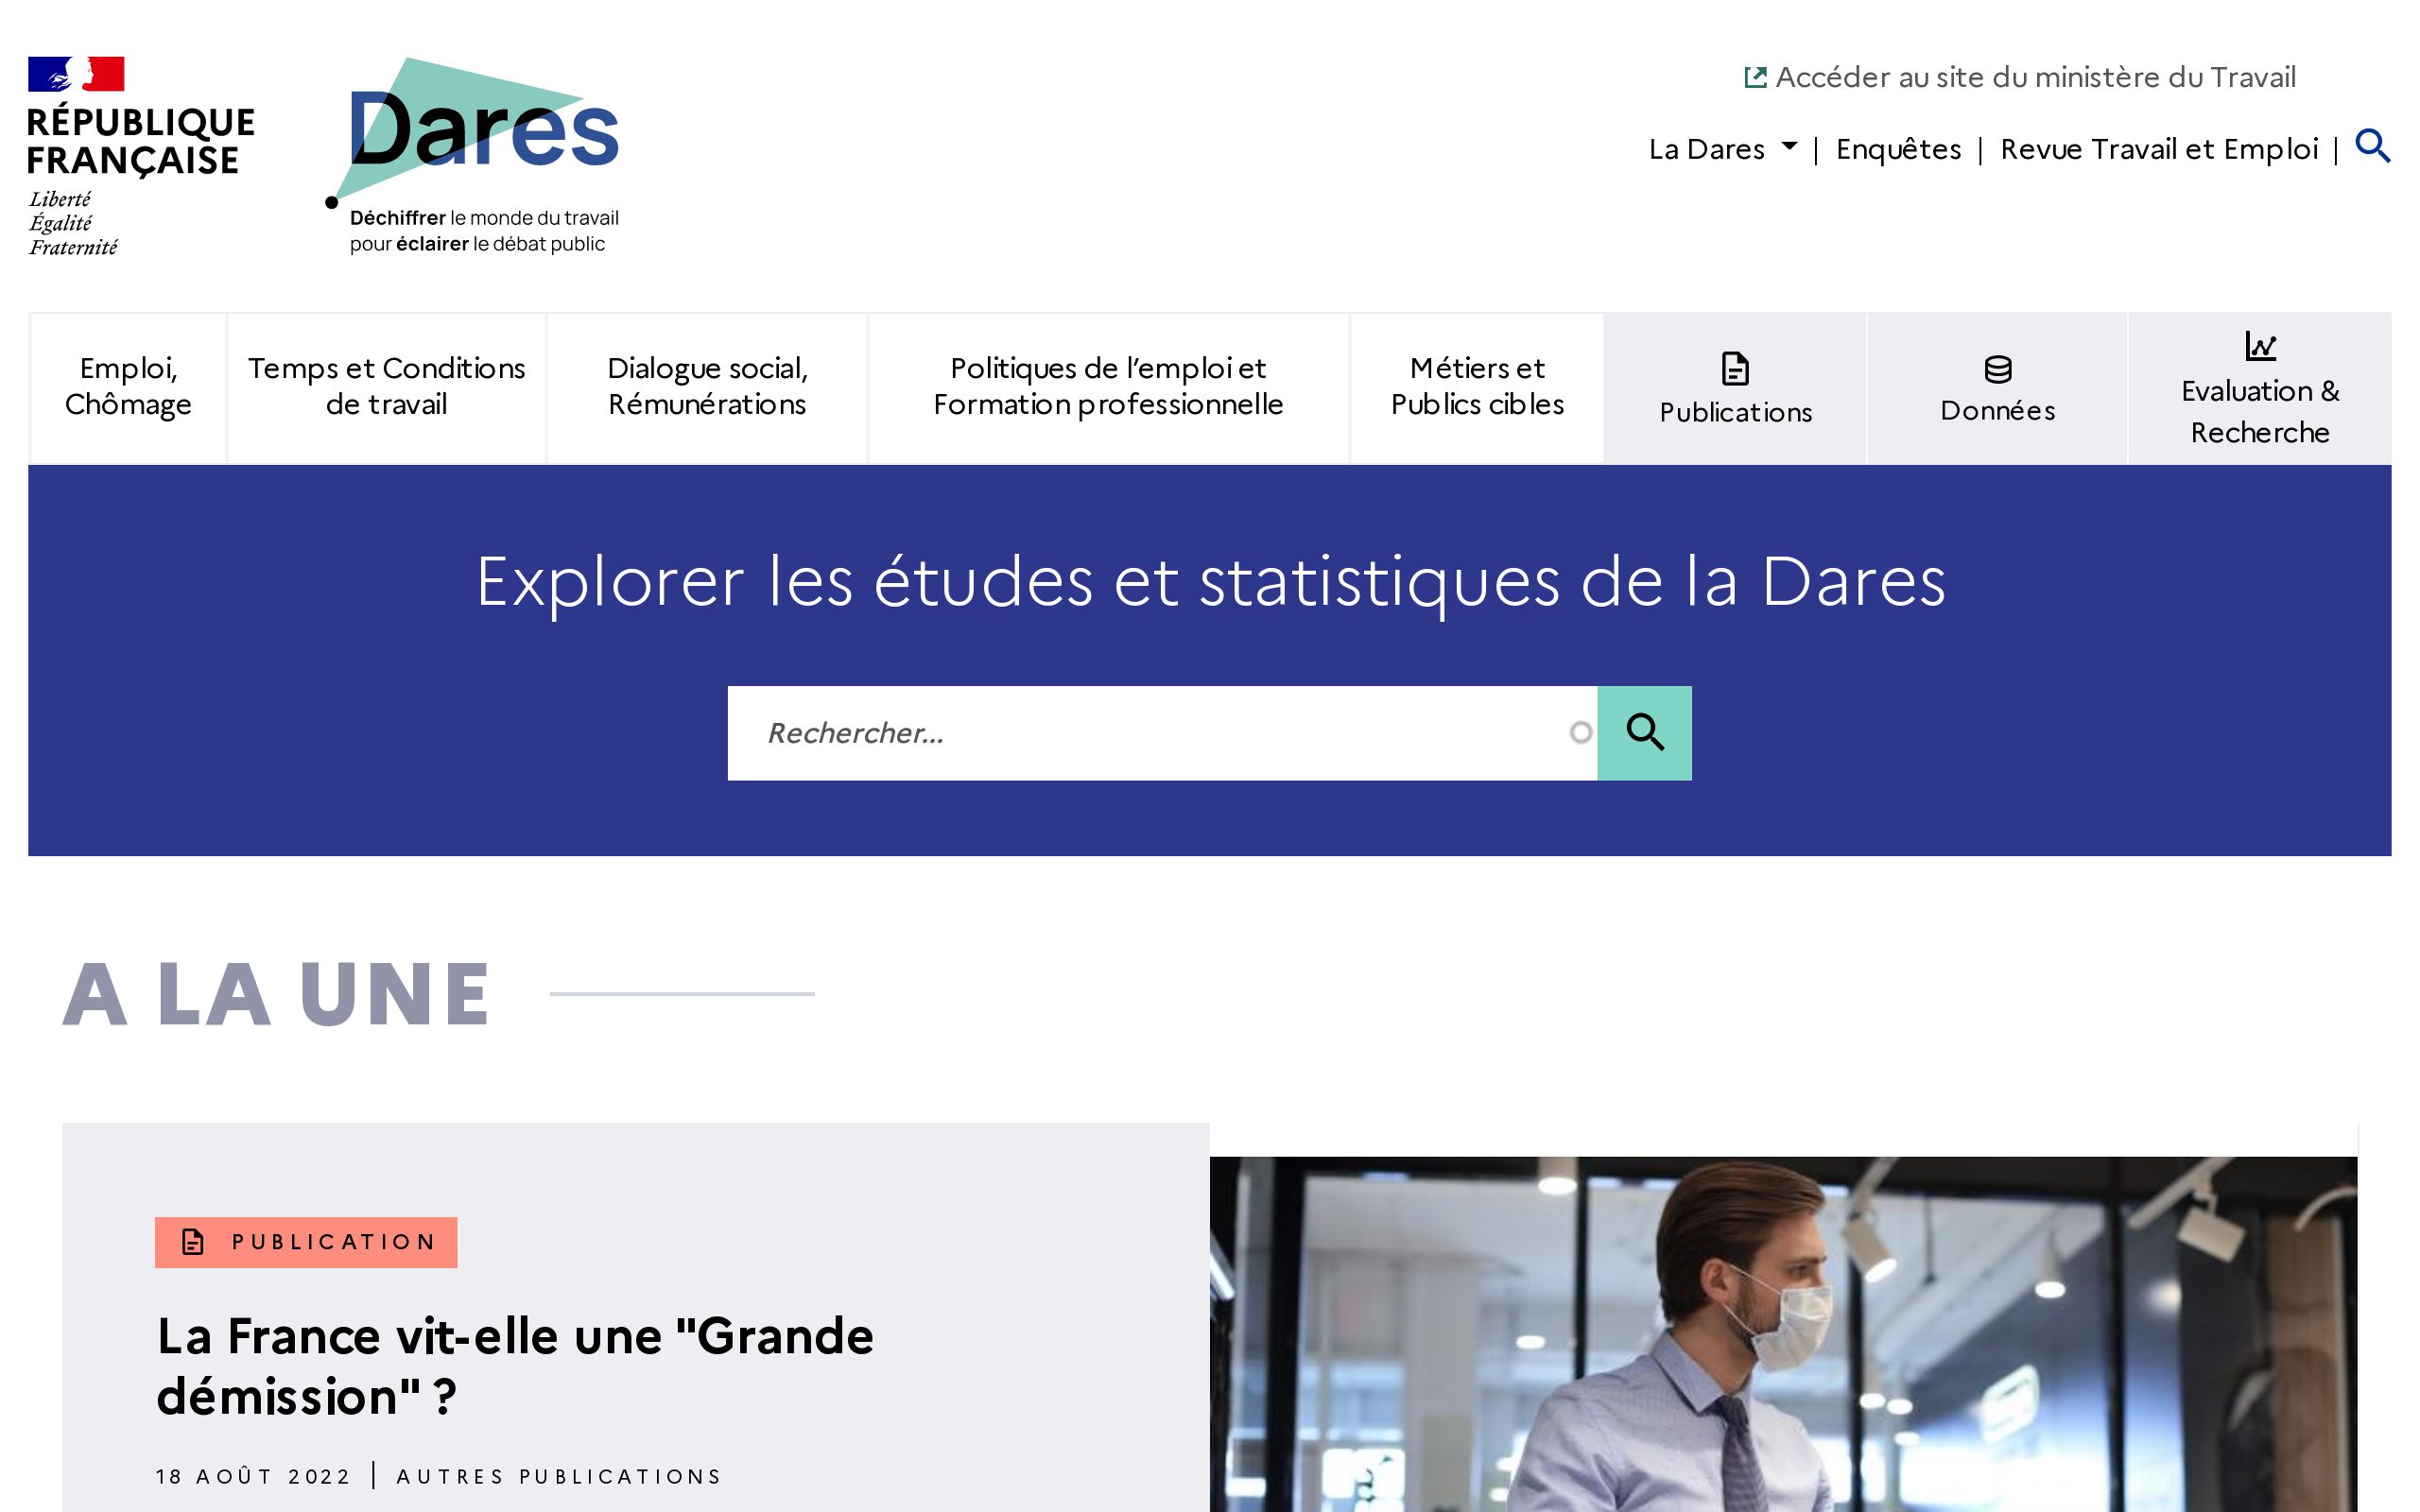 RÉPUBLIQUE
FRANÇAISE
Liberté
Égalité
Fraternité
Dares
Déchiffrer le monde du travail
pour éclairer le débat public
Accéder au site du ministère du Travail
La Dares | Enquêtes | Revue Travail et Emploi |
Emploi,
Chômage
Temps et Conditions
de travail
Dialogue social,
Rémunérations
Politiques de l’emploi et
Formation professionnelle
Métiers et
Publics cibles
Publications
Données
Evaluation &
Recherche
Explorer les études et statistiques de la Dares
Rechercher...
A LA UNE
PUBLICATION
La France vit-elle une "Grande
démission" ?
18 AOÛT 2022 | AUTRES PUBLICATIONS